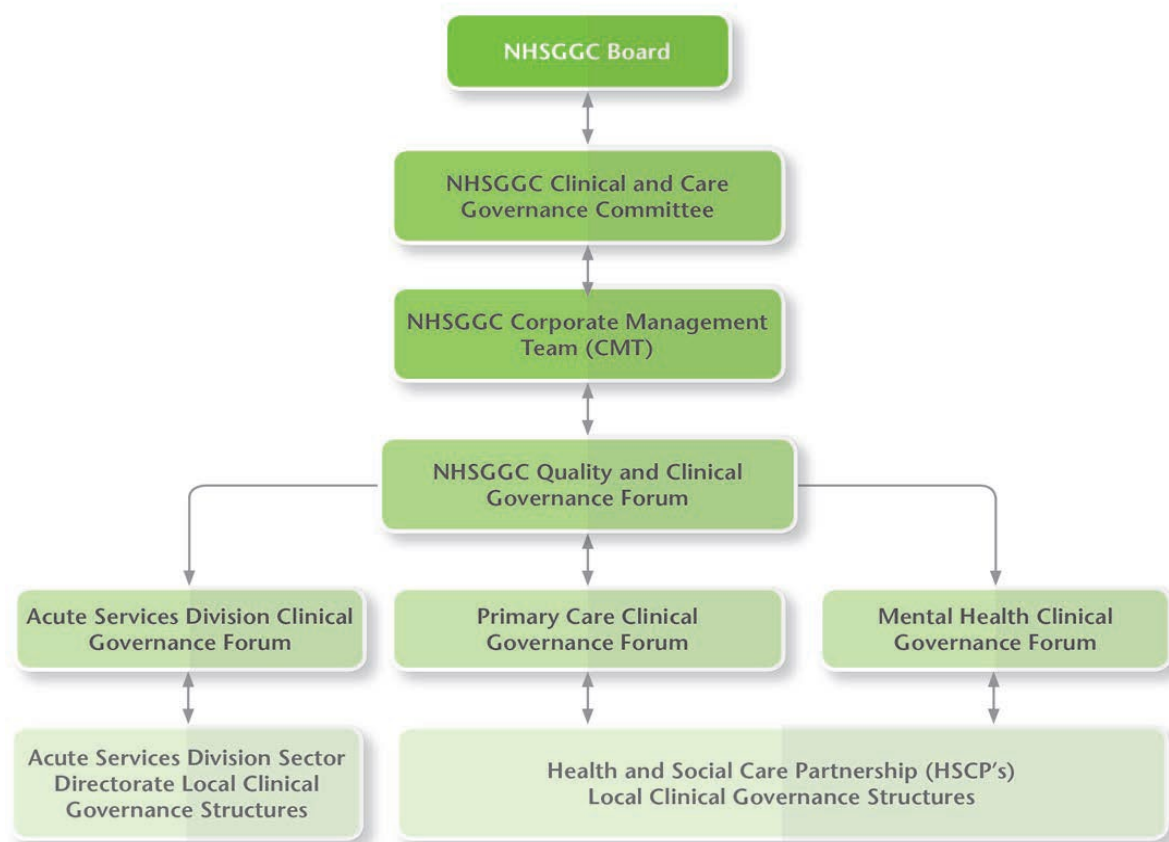 NHSGGC Board
NHSGGC Clinical and Care
Governance Committee
NHSGGC Corporate Management
Team (CMT)
NHSGGC Quality and Clinical
Governance Forum
Acute Services Division Clinical
Governance Forum
Primary Care Clinical
Governance Forum
Mental Health Clinical
Governance Forum
Acute Services Division Sector
Directorate Local Clinical
Governance Structures
Health and Social Care Partnership (HSCP's)
Local Clinical Governance Structures